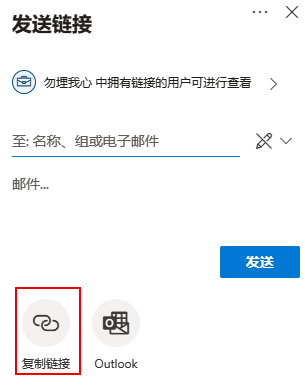 发送链接
勿埋我心 中拥有链接的用户可进行查看
至: 名称、组或电子邮件
邮件...
发送
复制链接
Outlook